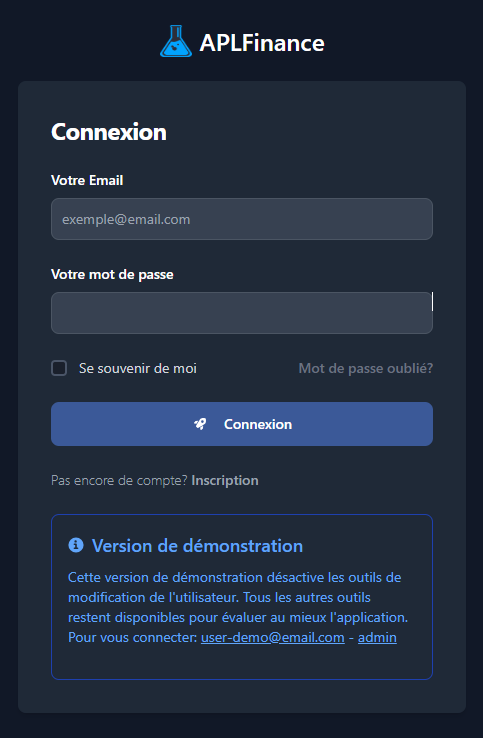 APLFinance
Connexion
Votre Email
exemple@email.com
Votre mot de passe
Se souvenir de moi
Mot de passe oublié?
Connexion
Pas encore de compte? Inscription
Version de démonstration
Cette version de démonstration désactive les outils de
modification de l'utilisateur. Tous les autres outils
restent disponibles pour évaluer au mieux l'application.
Pour vous connecter: user-demo@email.com - admin